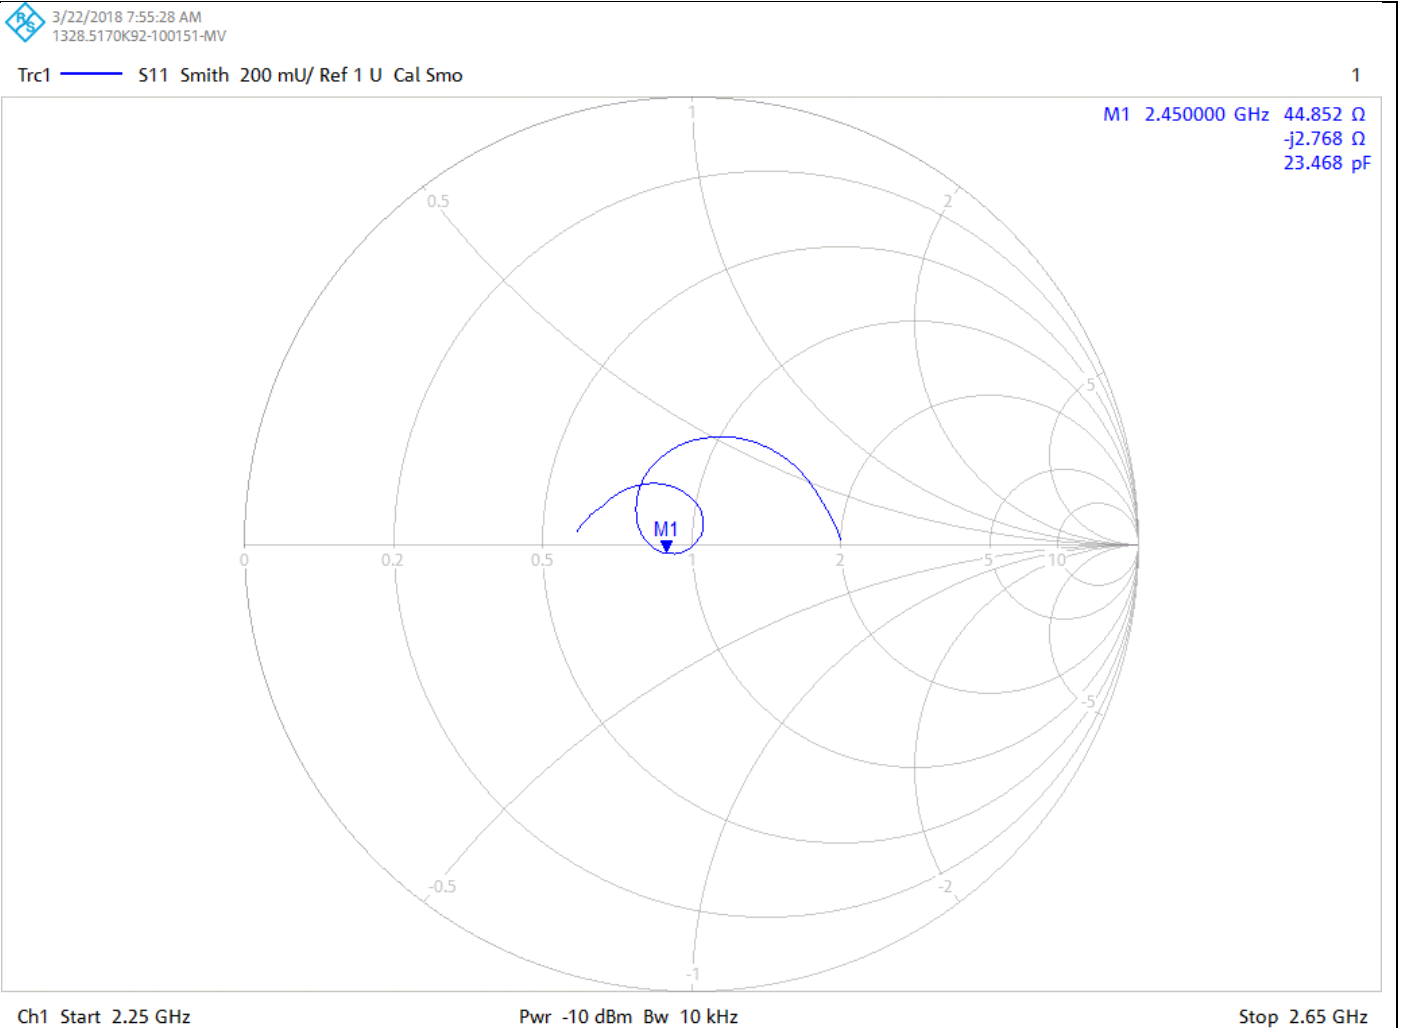 R&S
3/22/2018 7:55:28 AM
1328.5170K92-100151-MV
Trc1 S11 Smith 200 mU/ Ref 1 U Cal Smo 1
M1 2.450000 GHz 44.852 Ω
-j2.768 Ω
23.468 pF
1
0.5 2
5
M1
0 0.2 0.5 1 2 5 10
-5
-0.5 -2
-1
Ch1 Start 2.25 GHz Pwr -10 dBm Bw 10 kHz Stop 2.65 GHz